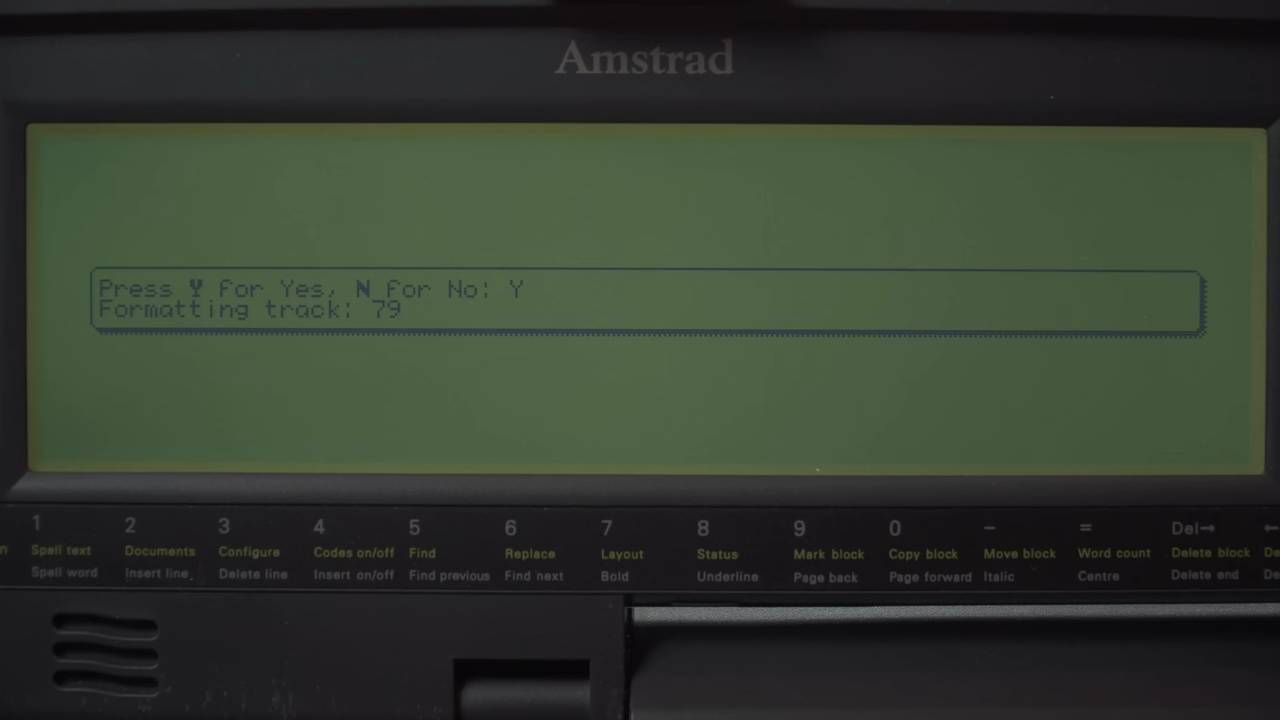 Amstrad
Press Y for Yes, N for No: Y
Formatting track: 79
1 2 3 4 5 6 7 8 9 0 - = Del→ ←
n Spell text Documents Configure Codes on/off Find Replace Layout Status Mark block Copy block Move block Word count Delete block De
Spell word Insert line Delete line Insert on/off Find previous Find next Bold Underline Page back Page forward Italic Centre Delete end De